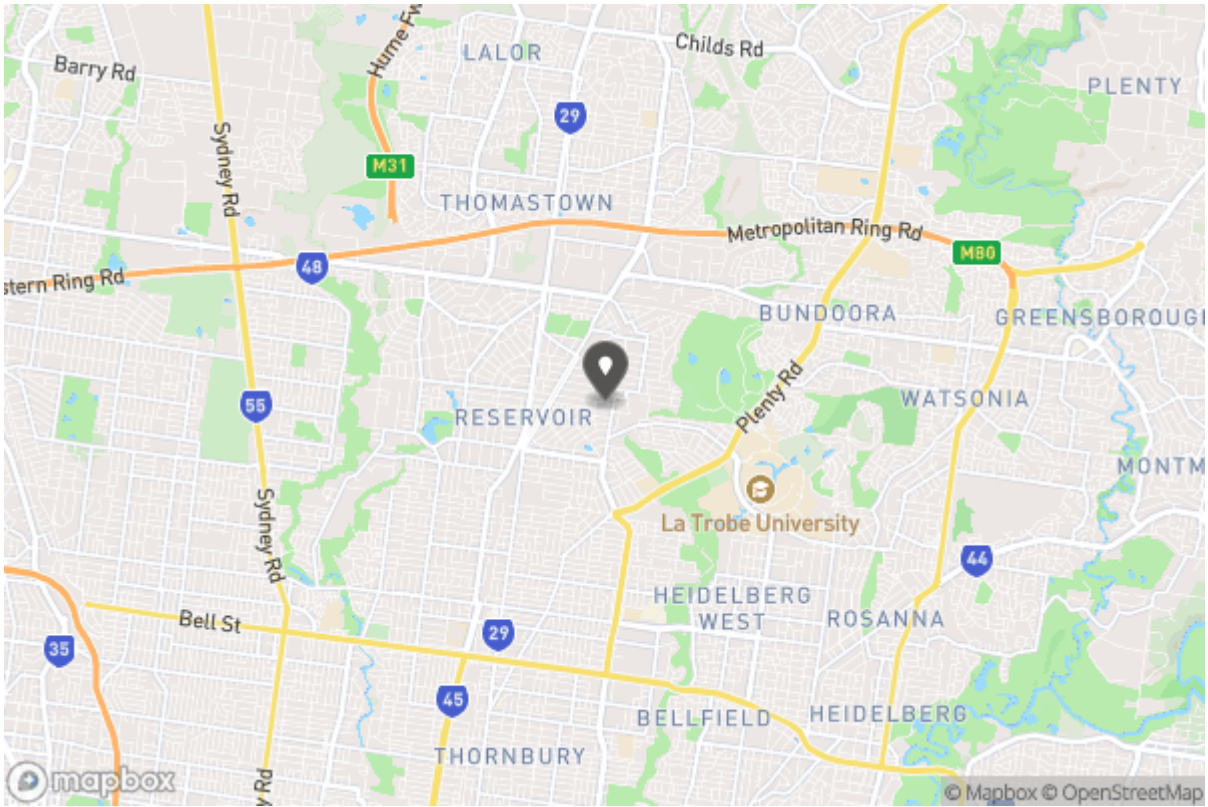 LALOR
Childs Rd
Hume Fw
Barry Rd
PLENTY
29
Sydney Rd
M31
THOMASTOWN
Metropolitan Ring Rd
M80
48
stern Ring Rd
BUNDOORA
GREENSBOROUGH
Plenty Rd
55
RESERVOIR
WATSONIA
MONTM
La Trobe University
Sydney Rd
44
HEIDELBERG
WEST
ROSANNA
Bell St
29
35
45
BELLFIELD
HEIDELBERG
THORNBURY
mapbox
© Mapbox © OpenStreetMap